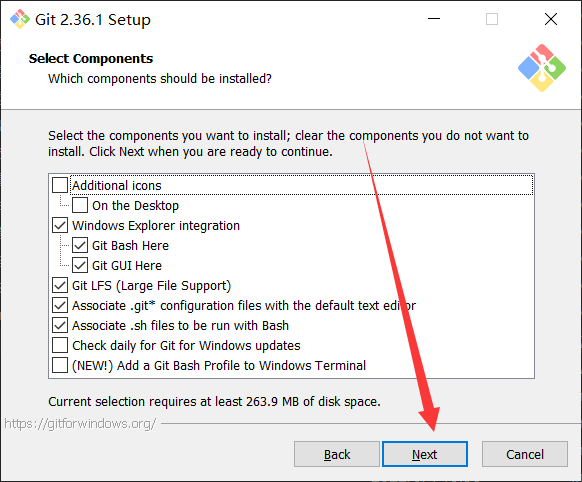 Git 2.36.1 Setup
Select Components
Which components should be installed?
Select the components you want to install; clear the components you do not want to
install. Click Next when you are ready to continue.
Additional icons
On the Desktop
Windows Explorer integration
Git Bash Here
Git GUI Here
Git LFS (Large File Support)
Associate .git* configuration files with the default text editor
Associate .sh files to be run with Bash
Check daily for Git for Windows updates
(NEW!) Add a Git Bash Profile to Windows Terminal
Current selection requires at least 263.9 MB of disk space.
https://gitforwindows.org/
Back
Next
Cancel